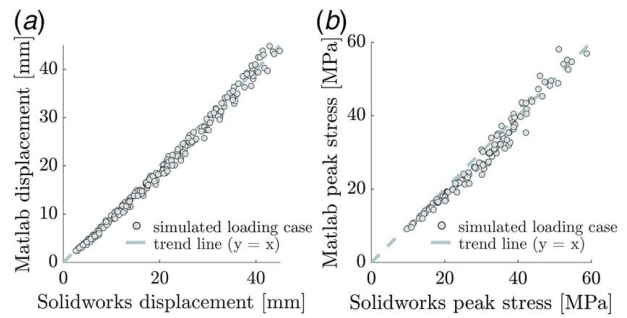 (a)
Matlab displacement [mm]
40
30
20
10
0
simulated loading case
trend line (y = x)
0
20
40
Solidworks displacement [mm]
(b)
Matlab peak stress [MPa]
60
40
20
0
simulated loading case
trend line (y = x)
0
20
40
60
Solidworks peak stress [MPa]